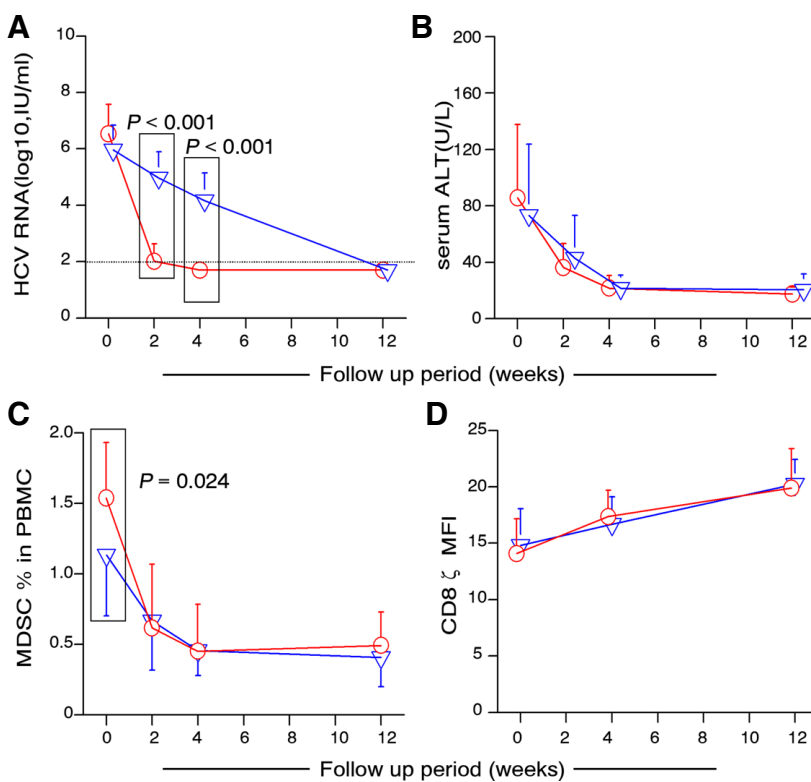 A
HCV RNA(log10,IU/ml)
10
8
6
4
2
0
P < 0.001
P < 0.001
0 2 4 6 8 10 12
B
serum ALT(U/L)
200
160
120
80
40
0
0 2 4 6 8 10 12
Follow up period (weeks)
C
MDSC % in PBMC
2.0
1.5
1.0
0.5
0
P = 0.024
0 2 4 6 8 10 12
D
CD8 ζ MFI
25
20
15
10
5
0
0 2 4 6 8 10 12
Follow up period (weeks)